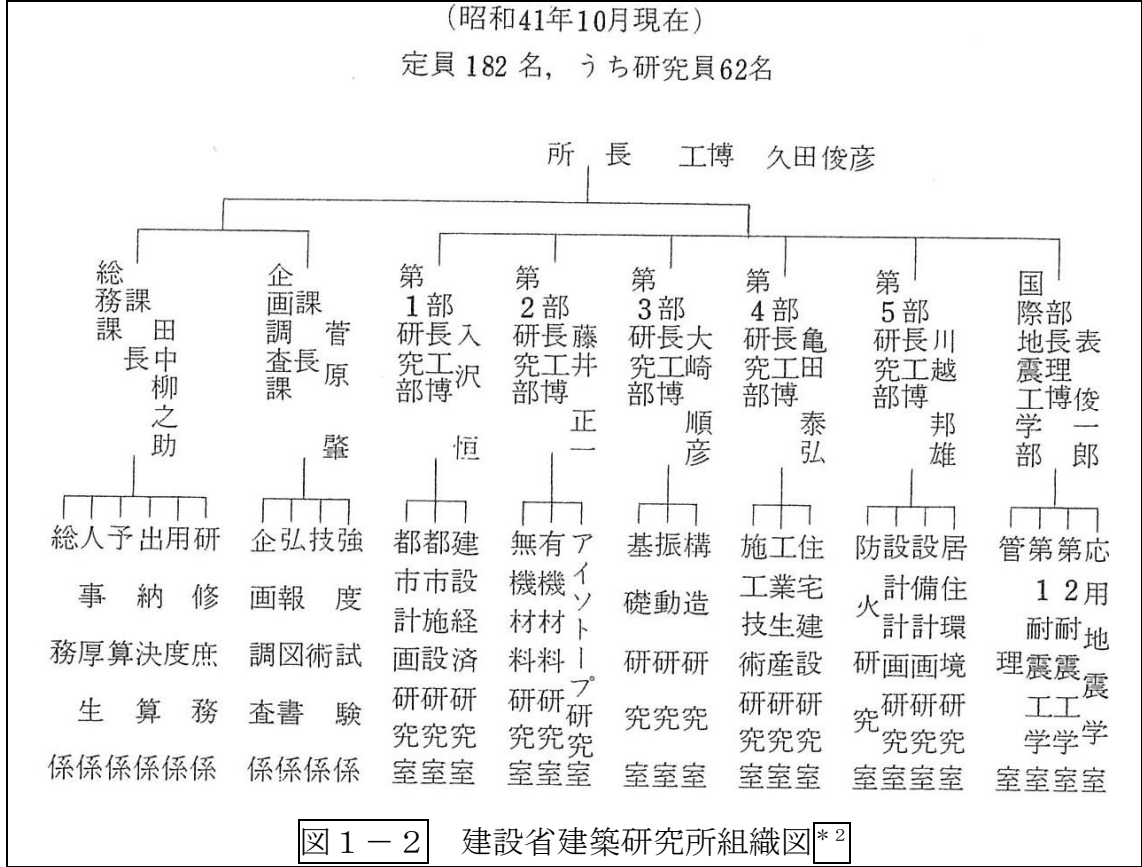 (昭和41年10月現在)
定員 182 名, うち研究員62名
所長 工博 久田俊彦
総務課
課長
田中柳之助
企画調査課
課長
菅原 肇
第1研究部
部長工博
入沢 恒
第2研究部
部長工博
藤井正一
第3研究部
部長工博
大崎順彦
第4研究部
部長工博
亀田泰弘
第5研究部
部長工博
川越邦雄
国際地震工学部
部長理博
表 俊一郎
総務係
人事厚生係
予算係
出納決算係
用度係
研修庶務係
企画調査係
弘報図書係
技術係
強度試験係
都市計画研究室
都市施設研究室
建設経済研究室
無機材料研究室
有機材料研究室
アイソトープ研究室
基礎研究室
振動研究室
構造研究室
施工技術研究室
工業生産研究室
住宅建設研究室
防火研究室
設計計画研究室
設備計画研究室
居住環境研究室
管理室
第1耐震工学室
第2耐震工学室
応用地震学室
図1-2 建設省建築研究所組織図*2